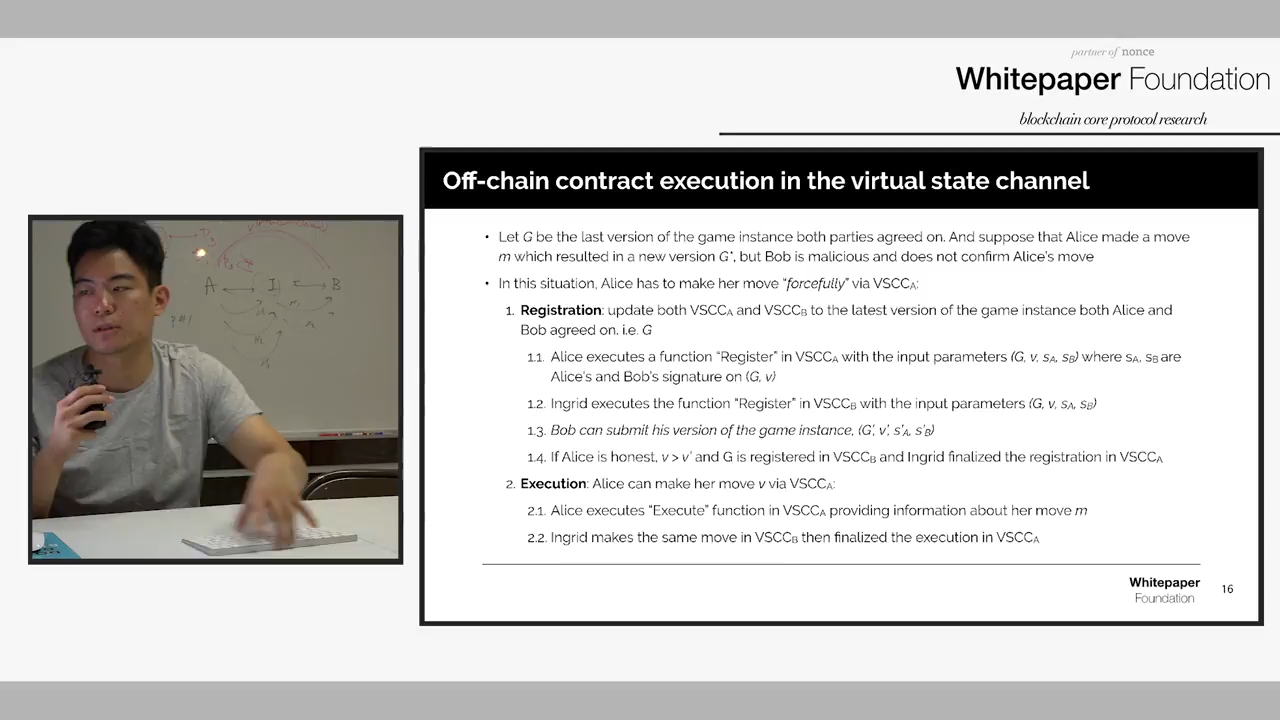 partner of nonce
Whitepaper Foundation
blockchain core protocol research
Off-chain contract execution in the virtual state channel
• Let G be the last version of the game instance both parties agreed on. And suppose that Alice made a move
m which resulted in a new version G*, but Bob is malicious and does not confirm Alice's move
• In this situation, Alice has to make her move "forcefully" via VSCCA:
1. Registration: update both VSCCA and VSCCB to the latest version of the game instance both Alice and
Bob agreed on. i.e. G
1.1. Alice executes a function "Register" in VSCCA with the input parameters (G, v, sA, sB) where sA, sB are
Alice's and Bob's signature on (G, v)
1.2. Ingrid executes the function "Register" in VSCCB with the input parameters (G, v, sA, sB)
1.3. Bob can submit his version of the game instance, (G', v', s'A, s'B)
1.4. If Alice is honest, v > v' and G is registered in VSCCB and Ingrid finalized the registration in VSCCA
2. Execution: Alice can make her move v via VSCCA:
2.1. Alice executes "Execute" function in VSCCA providing information about her move m
2.2. Ingrid makes the same move in VSCCB then finalized the execution in VSCCA
Whitepaper
Foundation
16
A I B